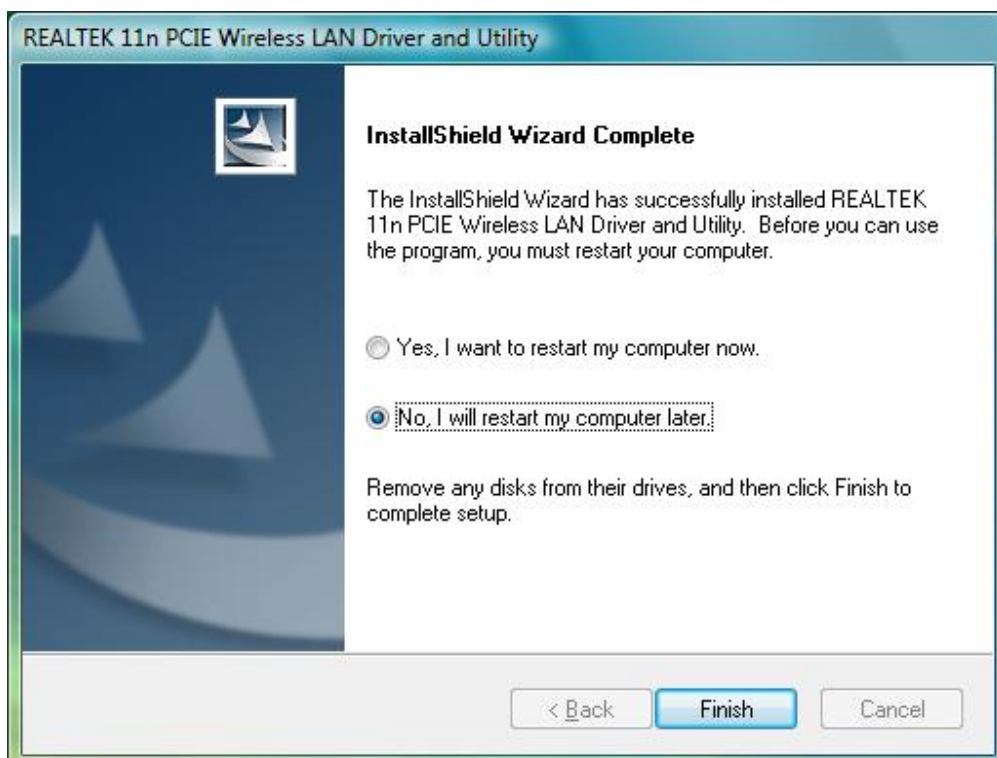 REALTEK 11n PCIE Wireless LAN Driver and Utility
InstallShield Wizard Complete
The InstallShield Wizard has successfully installed REALTEK
11n PCIE Wireless LAN Driver and Utility.  Before you can use
the program, you must restart your computer.
Yes, I want to restart my computer now.
No, I will restart my computer later.
Remove any disks from their drives, and then click Finish to
complete setup.
< Back
Finish
Cancel